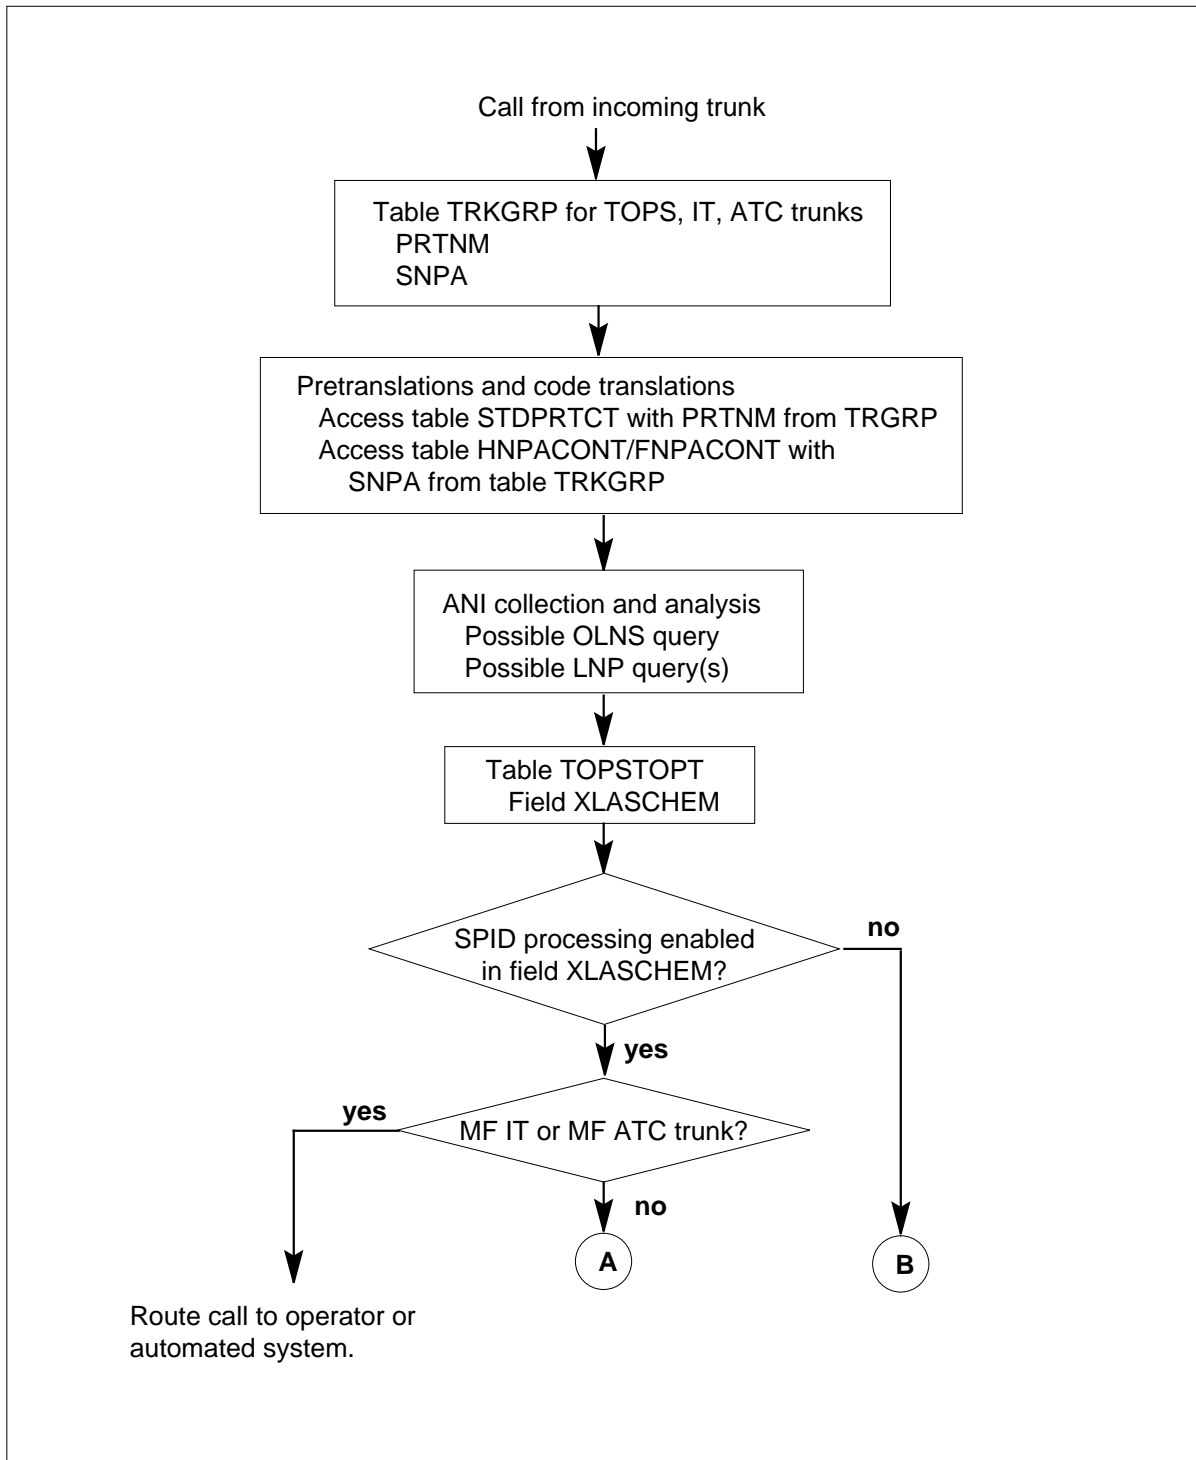 Call from incoming trunk
Table TRKGRP for TOPS, IT, ATC trunks
PRTNM
SNPA
Pretranslations and code translations
Access table STDPRTCT with PRTNM from TRGRP
Access table HNPACONT/FNPACONT with
SNPA from table TRKGRP
ANI collection and analysis
Possible OLNS query
Possible LNP query(s)
Table TOPSTOPT
Field XLASCHEM
SPID processing enabled
in field XLASCHEM?
no
yes
MF IT or MF ATC trunk?
yes
no
A
B
Route call to operator or
automated system.